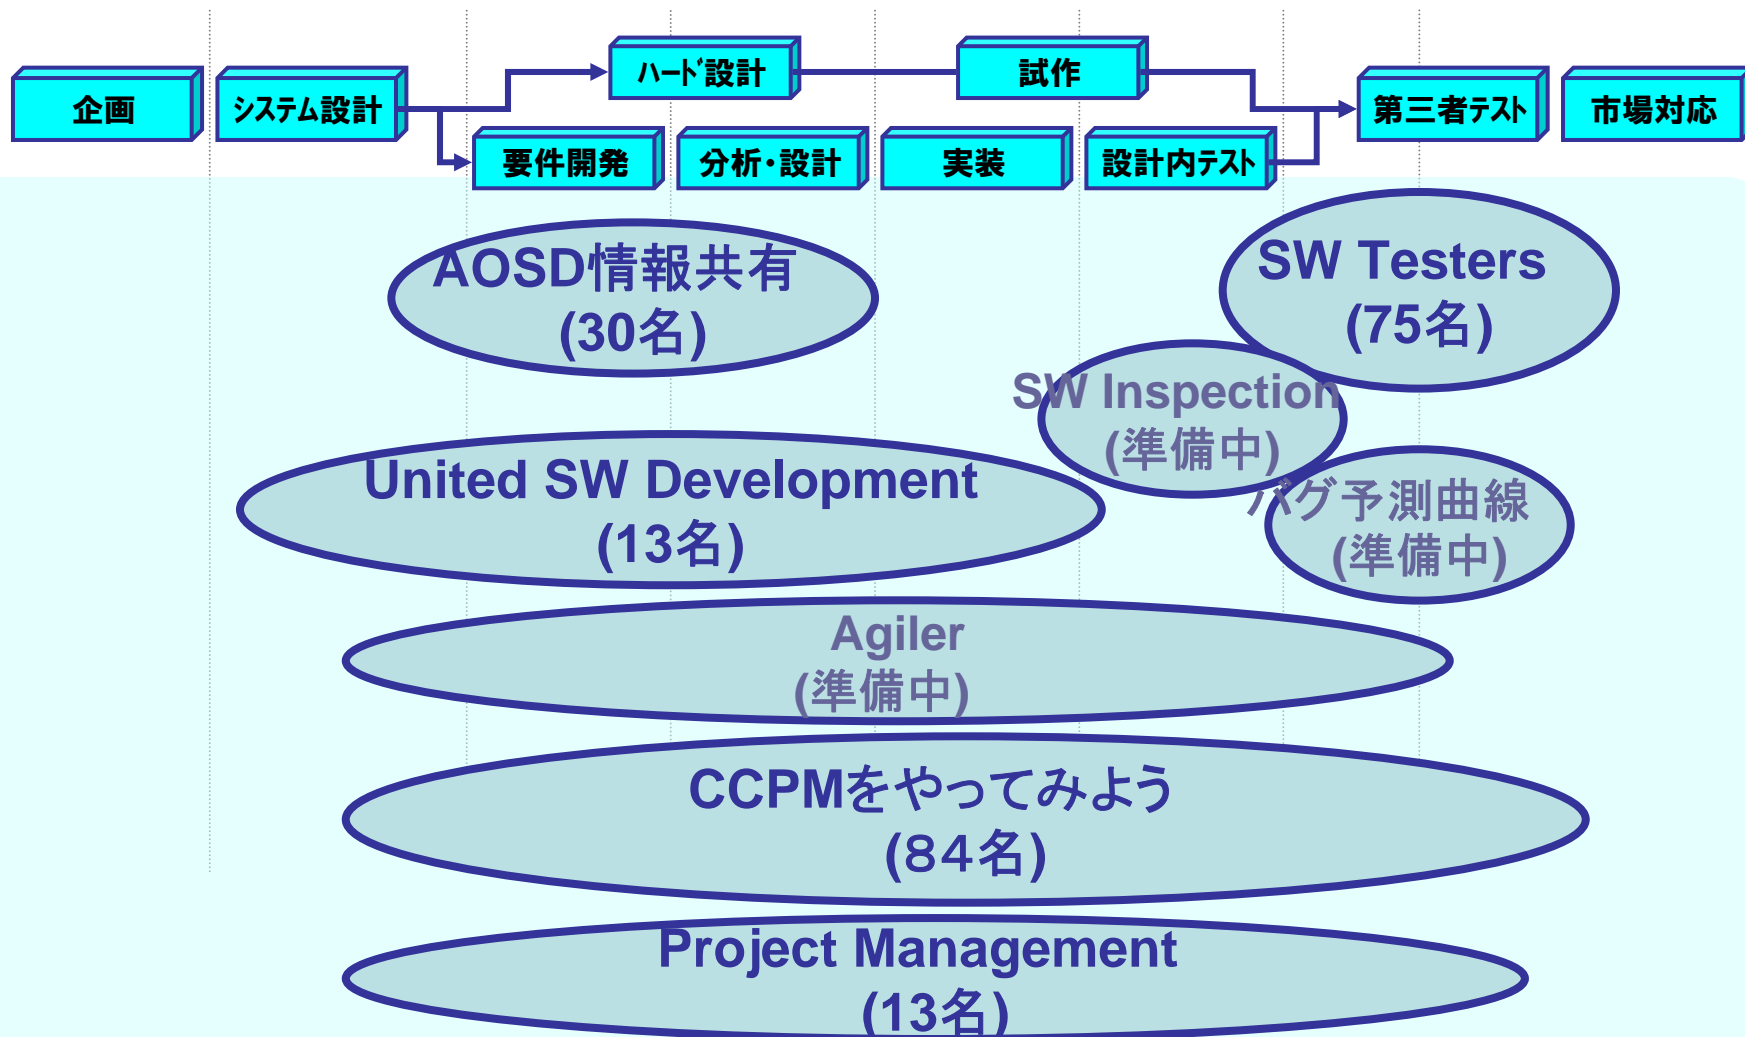 企画
システム設計
ハード設計
試作
第三者テスト
市場対応
要件開発
分析・設計
実装
設計内テスト
AOSD情報共有
(30名)
SW Testers
(75名)
SW Inspection
(準備中)
United SW Development
(13名)
バグ予測曲線
(準備中)
Agiler
(準備中)
CCPMをやってみよう
(８４名)
Project Management
(13名)